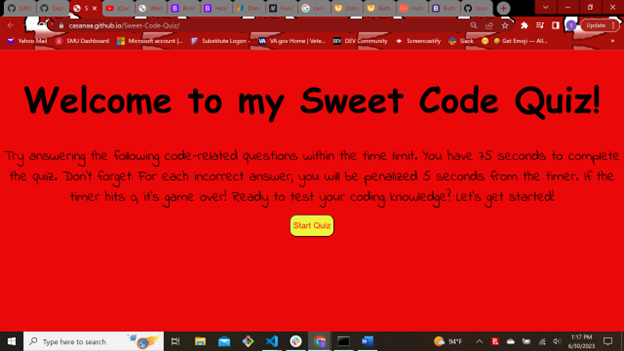 casanaa.github.io/Sweet-Code-Quiz/
Update
Yahoo Mail
SMU Dashboard
Microsoft account |...
Substitute Logon -
VA.gov Home | Vete...
DEV Community
Screencastify
Slack
Get Emoji — All...
»
Welcome to my Sweet Code Quiz!
Try answering the following code-related questions within the time limit. You have 75 seconds to complete
the quiz. Don't forget: For each incorrect answer, you will be penalized 5 seconds from the timer. If the
timer hits 0, it's game over! Ready to test your coding knowledge? Let's get started!
Start Quiz
Type here to search
94°F
1:17 PM
6/30/2023